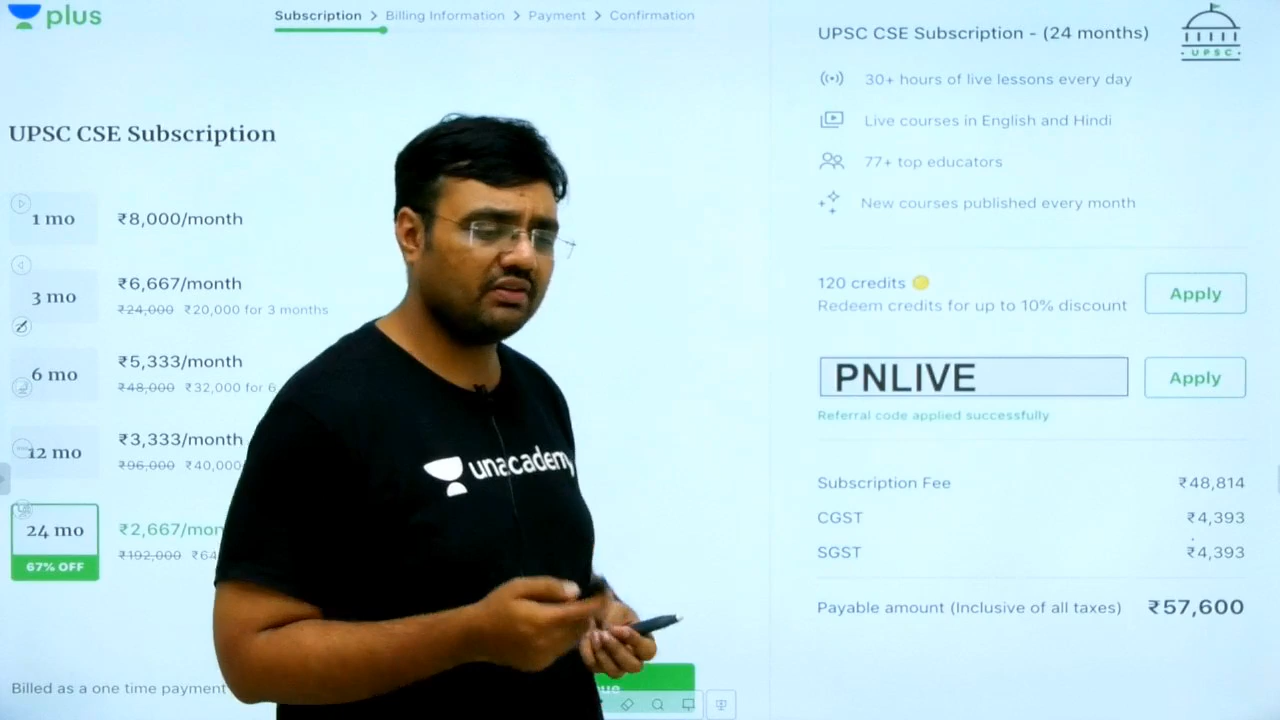 plus
Subscription > Billing Information > Payment > Confirmation
UPSC CSE Subscription
1 mo ₹8,000/month
3 mo ₹6,667/month
₹24,000 ₹20,000 for 3 months
6 mo ₹5,333/month
₹48,000 ₹32,000 for 6
12 mo ₹3,333/month
₹96,000 ₹40,000
24 mo ₹2,667/mon
67% OFF ₹192,000 ₹64
Billed as a one time payment
unacademy
UPSC CSE Subscription - (24 months)
UPSC
30+ hours of live lessons every day
Live courses in English and Hindi
77+ top educators
New courses published every month
120 credits
Redeem credits for up to 10% discount
Apply
PNLIVE
Apply
Referral code applied successfully
Subscription Fee ₹48,814
CGST ₹4,393
SGST ₹4,393
Payable amount (Inclusive of all taxes) ₹57,600
ue